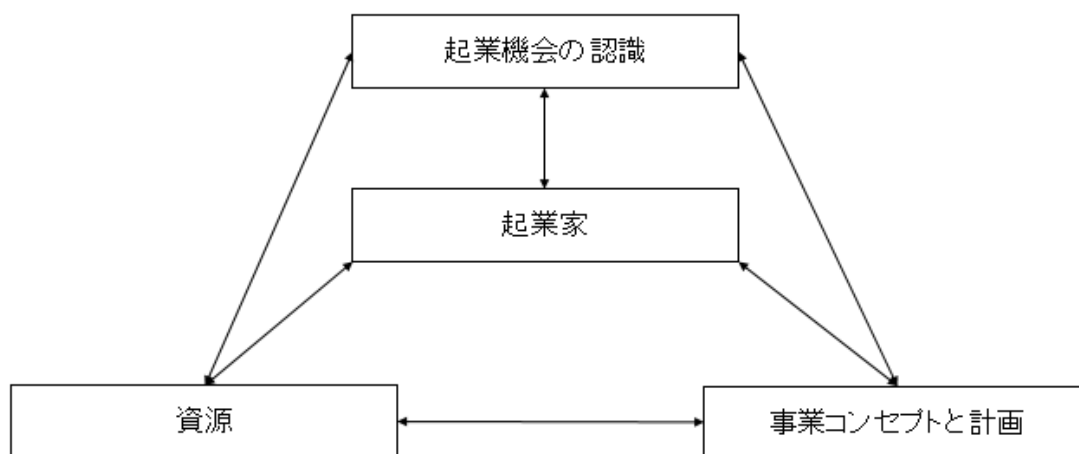 起業機会の認識
起業家
資源
事業コンセプトと計画